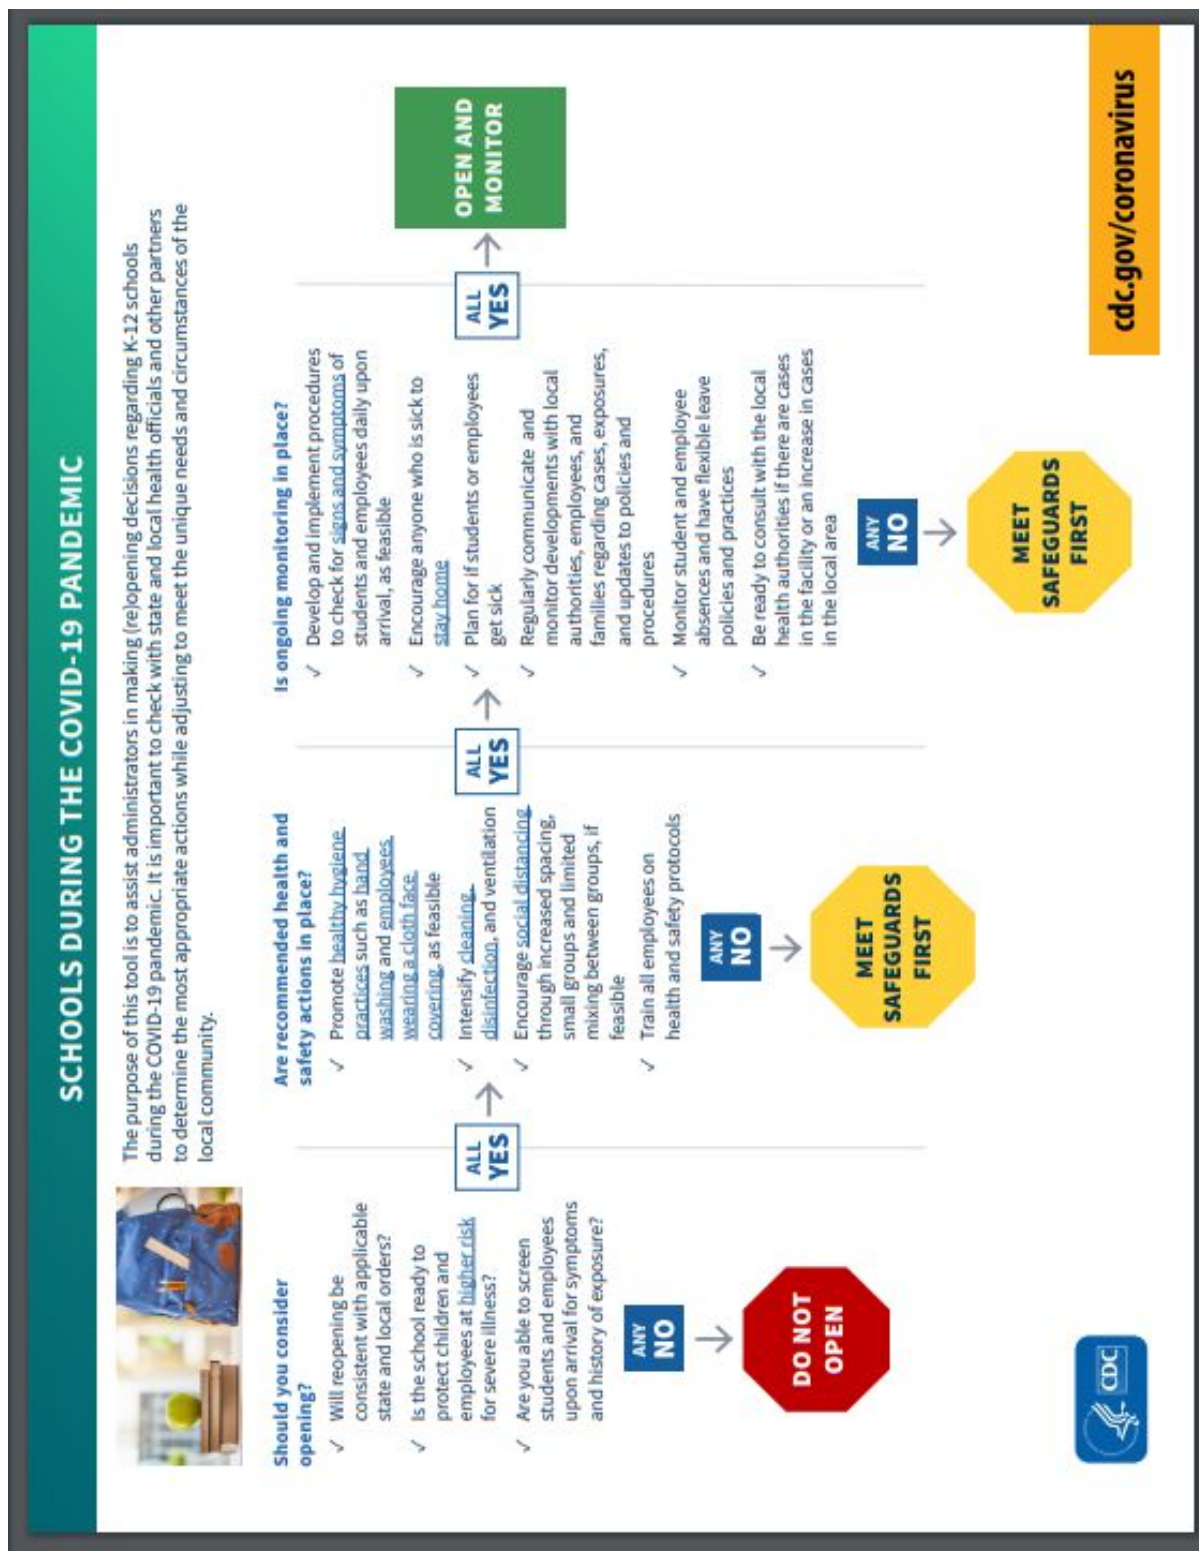 SCHOOLS DURING THE COVID-19 PANDEMIC
The purpose of this tool is to assist administrators in making (re)opening decisions regarding K-12 schools
during the COVID-19 pandemic. It is important to check with state and local health officials and other partners
to determine the most appropriate actions while adjusting to meet the unique needs and circumstances of the
local community.
Should you consider
opening?
✓ Will reopening be
consistent with applicable
state and local orders?
✓ Is the school ready to
protect children and
employees at higher risk
for severe illness?
✓ Are you able to screen
students and employees
upon arrival for symptoms
and history of exposure?
ANY
NO
DO NOT
OPEN
ALL
YES
Are recommended health and
safety actions in place?
✓ Promote healthy hygiene
practices such as hand
washing and employees
wearing a cloth face
covering, as feasible
✓ Intensify cleaning,
disinfection, and ventilation
✓ Encourage social distancing
through increased spacing,
small groups and limited
mixing between groups, if
feasible
✓ Train all employees on
health and safety protocols
ANY
NO
MEET
SAFEGUARDS
FIRST
ALL
YES
Is ongoing monitoring in place?
✓ Develop and implement procedures
to check for signs and symptoms of
students and employees daily upon
arrival, as feasible
✓ Encourage anyone who is sick to
stay home
✓ Plan for if students or employees
get sick
✓ Regularly communicate and
monitor developments with local
authorities, employees, and
families regarding cases, exposures,
and updates to policies and
procedures
✓ Monitor student and employee
absences and have flexible leave
policies and practices
✓ Be ready to consult with the local
health authorities if there are cases
in the facility or an increase in cases
in the local area
ANY
NO
MEET
SAFEGUARDS
FIRST
ALL
YES
OPEN AND
MONITOR
CDC
cdc.gov/coronavirus